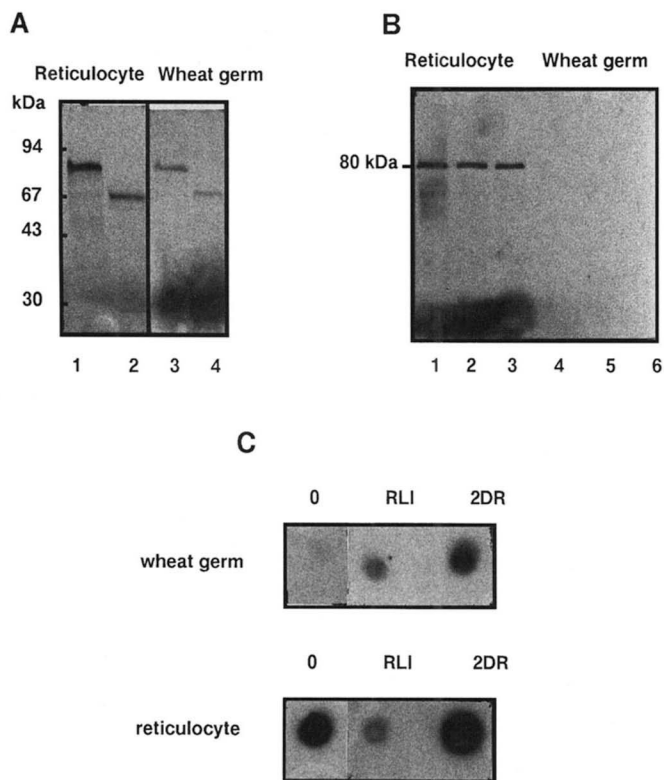 A
Reticulocyte Wheat germ
kDa
94
67
43
30
1 2 3 4
B
Reticulocyte Wheat germ
80 kDa
1 2 3 4 5 6
C
0 RLI 2DR
wheat germ
0 RLI 2DR
reticulocyte